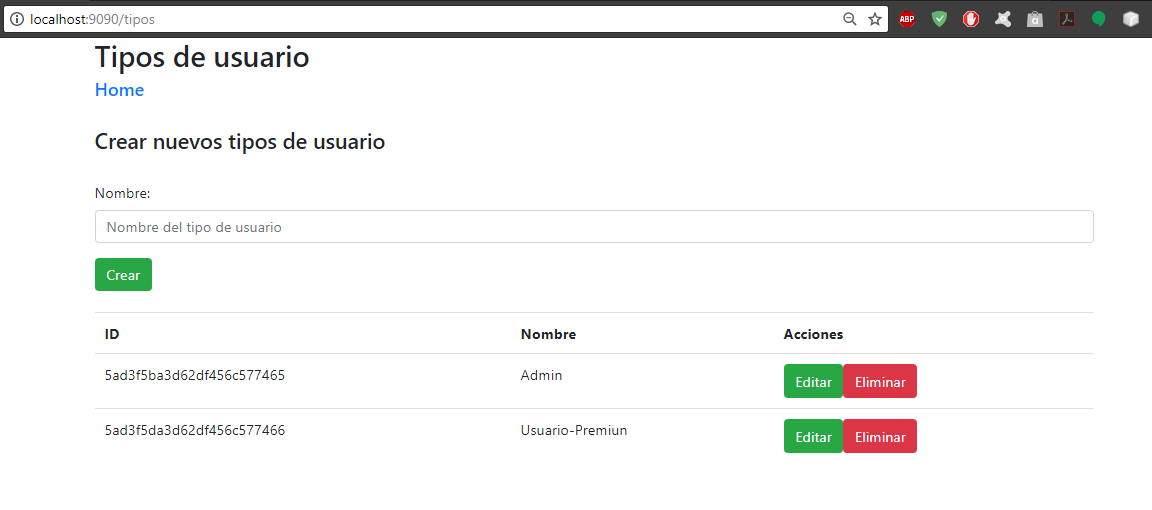 localhost:9090/tipos
ABP
Tipos de usuario
Home
Crear nuevos tipos de usuario
Nombre:
Nombre del tipo de usuario
Crear
ID Nombre Acciones
5ad3f5ba3d62df456c577465 Admin Editar Eliminar
5ad3f5da3d62df456c577466 Usuario-Premiun Editar Eliminar